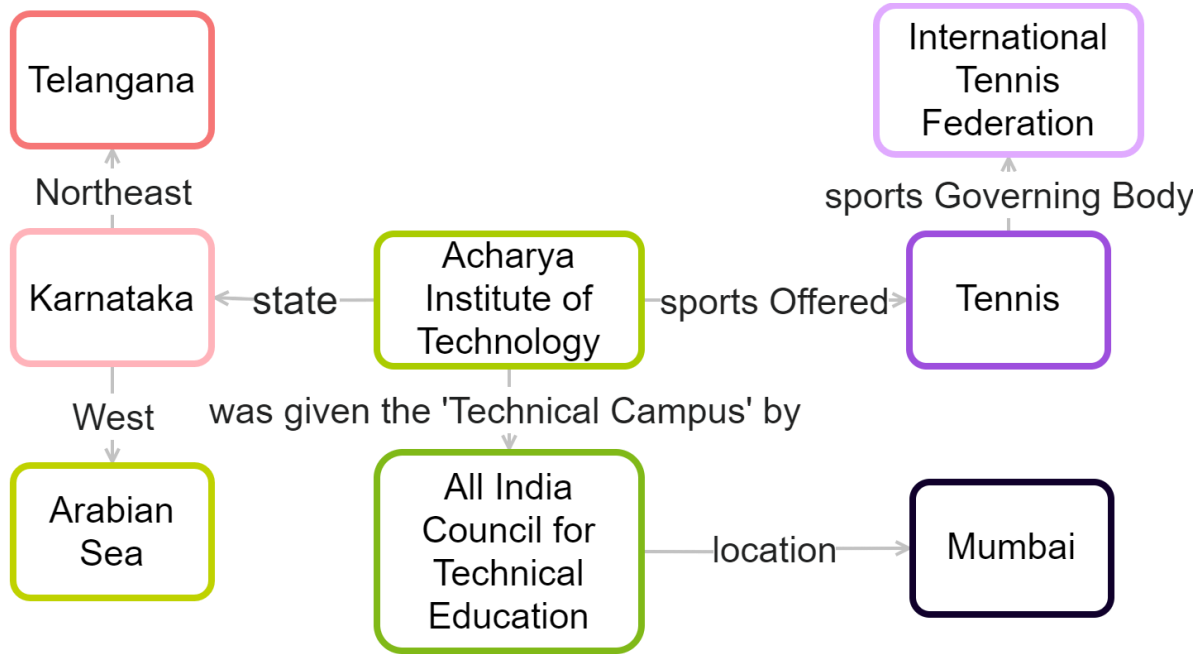 Telangana
International
Tennis
Federation
Northeast
sports Governing Body
Karnataka
state
Acharya
Institute of
Technology
sports Offered
Tennis
West
was given the 'Technical Campus' by
Arabian
Sea
All India
Council for
Technical
Education
location
Mumbai